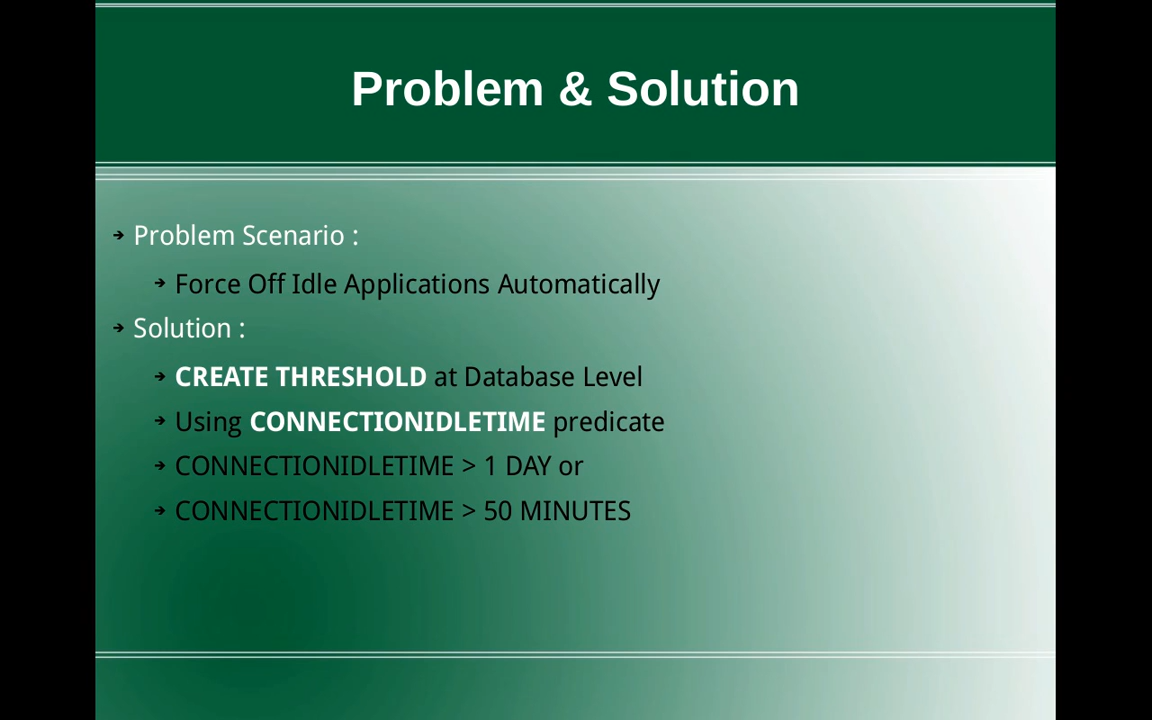 Problem & Solution
Problem Scenario :
Force Off Idle Applications Automatically
Solution :
CREATE THRESHOLD at Database Level
Using CONNECTIONIDLETIME predicate
CONNECTIONIDLETIME > 1 DAY or
CONNECTIONIDLETIME > 50 MINUTES